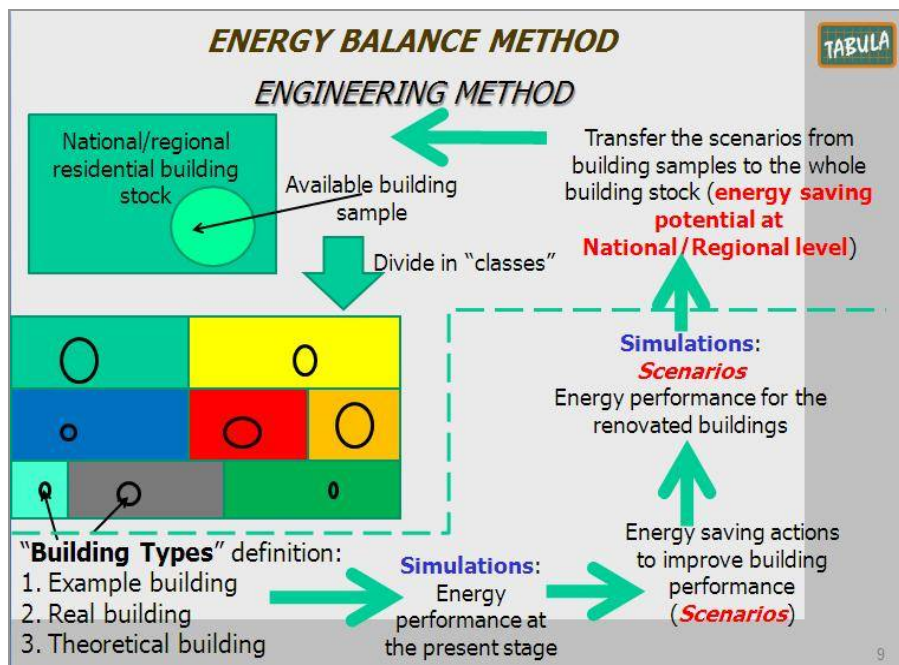 ENERGY BALANCE METHOD
TABULA
ENGINEERING METHOD
National/regional
residential building
stock
Available building
sample
Divide in “classes”
Transfer the scenarios from
building samples to the whole
building stock (energy saving
potential at
National/Regional level)
Simulations:
Scenarios
Energy performance for the
renovated buildings
Energy saving actions
to improve building
performance
(Scenarios)
“Building Types” definition:
1. Example building
2. Real building
3. Theoretical building
Simulations:
Energy
performance at
the present stage
9